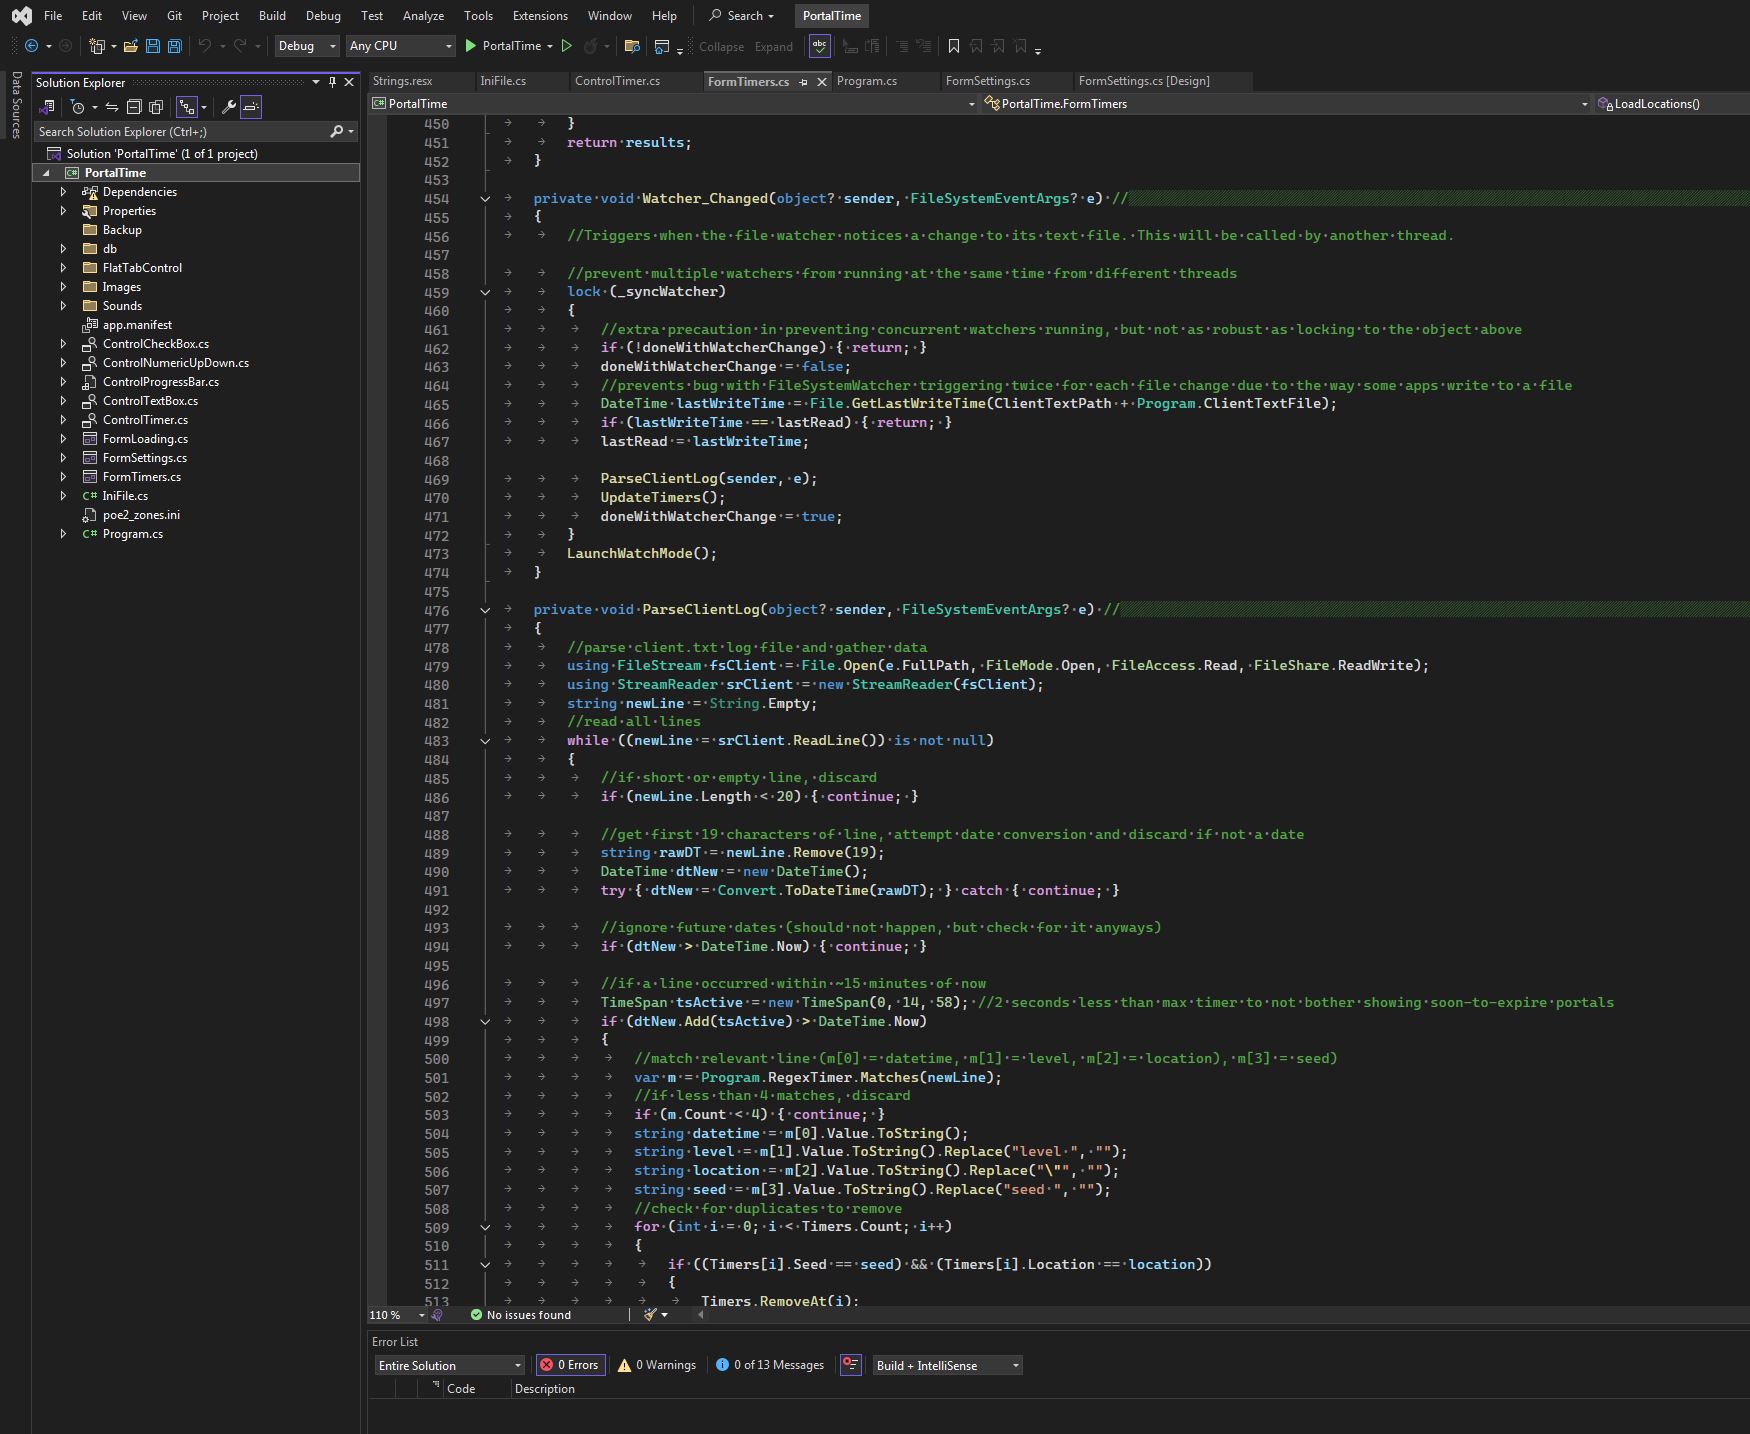 File Edit View Git Project Build Debug Test Analyze Tools Extensions Window Help Search PortalTime
Debug Any CPU PortalTime Collapse Expand abc
Data Sources
Solution Explorer
Search Solution Explorer (Ctrl+;)
Solution 'PortalTime' (1 of 1 project)
C# PortalTime
Dependencies
Properties
Backup
db
FlatTabControl
Images
Sounds
app.manifest
ControlCheckBox.cs
ControlNumericUpDown.cs
ControlProgressBar.cs
ControlTextBox.cs
ControlTimer.cs
FormLoading.cs
FormSettings.cs
FormTimers.cs
C# IniFile.cs
poe2_zones.ini
C# Program.cs
Strings.resx IniFile.cs ControlTimer.cs FormTimers.cs Program.cs FormSettings.cs FormSettings.cs [Design]
C# PortalTime PortalTime.FormTimers LoadLocations()
450 }
451 return results;
452 }
453
454 private void Watcher_Changed(object? sender, FileSystemEventArgs? e) //
455 {
456 //Triggers when the file watcher notices a change to its text file. This will be called by another thread.
457
458 //prevent multiple watchers from running at the same time from different threads
459 lock (_syncWatcher)
460 {
461 //extra precaution in preventing concurrent watchers running, but not as robust as locking to the object above
462 if (!doneWithWatcherChange) { return; }
463 doneWithWatcherChange = false;
464 //prevents bug with FileSystemWatcher triggering twice for each file change due to the way some apps write to a file
465 DateTime lastWriteTime = File.GetLastWriteTime(ClientTextPath + Program.ClientTextFile);
466 if (lastWriteTime == lastRead) { return; }
467 lastRead = lastWriteTime;
468
469 ParseClientLog(sender, e);
470 UpdateTimers();
471 doneWithWatcherChange = true;
472 }
473 LaunchWatchMode();
474 }
475
476 private void ParseClientLog(object? sender, FileSystemEventArgs? e) //
477 {
478 //parse client.txt log file and gather data
479 using FileStream fsClient = File.Open(e.FullPath, FileMode.Open, FileAccess.Read, FileShare.ReadWrite);
480 using StreamReader srClient = new StreamReader(fsClient);
481 string newLine = String.Empty;
482 //read all lines
483 while ((newLine = srClient.ReadLine()) is not null)
484 {
485 //if short or empty line, discard
486 if (newLine.Length < 20) { continue; }
487
488 //get first 19 characters of line, attempt date conversion and discard if not a date
489 string rawDT = newLine.Remove(19);
490 DateTime dtNew = new DateTime();
491 try { dtNew = Convert.ToDateTime(rawDT); } catch { continue; }
492
493 //ignore future dates (should not happen, but check for it anyways)
494 if (dtNew > DateTime.Now) { continue; }
495
496 //if a line occurred within ~15 minutes of now
497 TimeSpan tsActive = new TimeSpan(0, 14, 58); //2 seconds less than max timer to not bother showing soon-to-expire portals
498 if (dtNew.Add(tsActive) > DateTime.Now)
499 {
500 //match relevant line (m[0] = datetime, m[1] = level, m[2] = location), m[3] = seed)
501 var m = Program.RegexTimer.Matches(newLine);
502 //if less than 4 matches, discard
503 if (m.Count < 4) { continue; }
504 string datetime = m[0].Value.ToString();
505 string level = m[1].Value.ToString().Replace("level ", "");
506 string location = m[2].Value.ToString().Replace("\"", "");
507 string seed = m[3].Value.ToString().Replace("seed ", "");
508 //check for duplicates to remove
509 for (int i = 0; i < Timers.Count; i++)
510 {
511 if ((Timers[i].Seed == seed) && (Timers[i].Location == location))
512 {
513 Timers.RemoveAt(i);
110 % No issues found
Error List
Entire Solution 0 Errors 0 Warnings 0 of 13 Messages Build + IntelliSense
Code Description